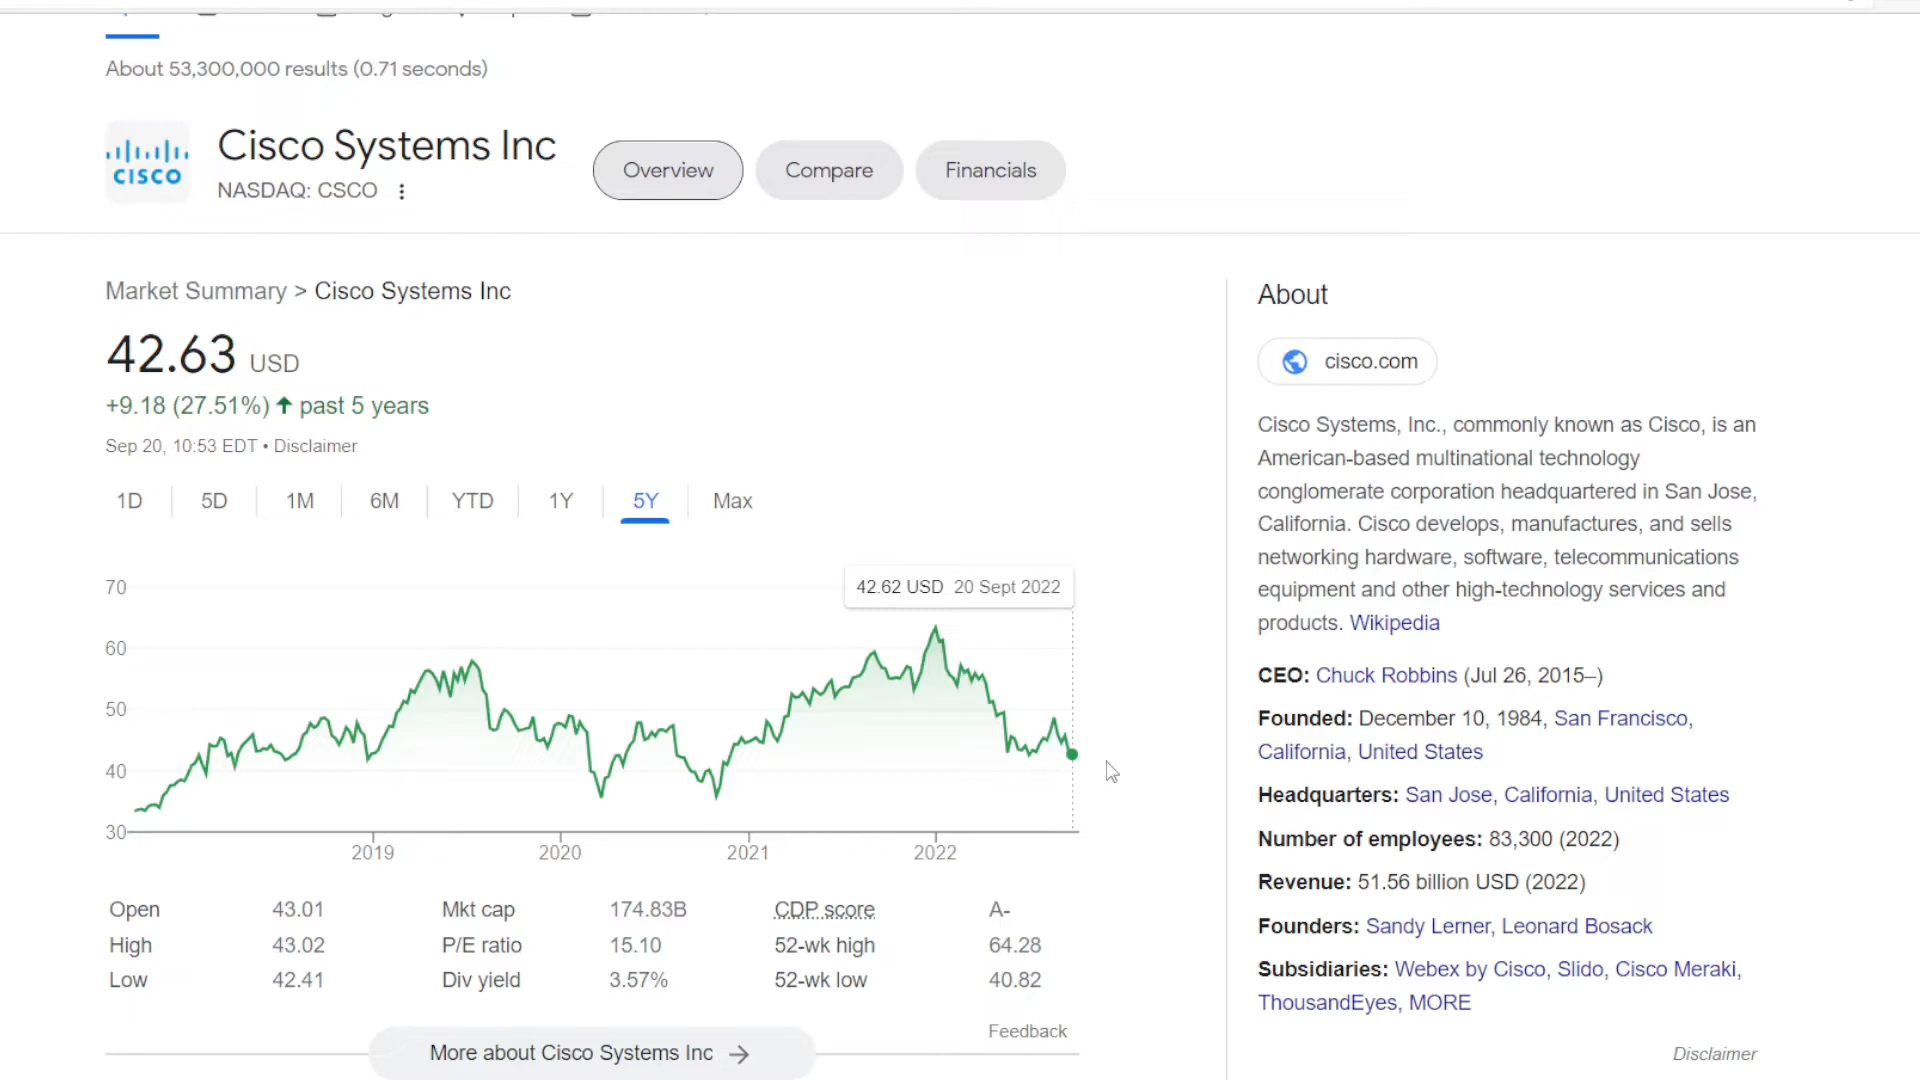 About 53,300,000 results (0.71 seconds)
CISCO
Cisco Systems Inc
NASDAQ: CSCO
Overview
Compare
Financials
Market Summary > Cisco Systems Inc
42.63 USD
+9.18 (27.51%) ↑ past 5 years
Sep 20, 10:53 EDT • Disclaimer
1D 5D 1M 6M YTD 1Y 5Y Max
42.62 USD 20 Sept 2022
70
60
50
40
30
2019 2020 2021 2022
Open 43.01 Mkt cap 174.83B CDP score A-
High 43.02 P/E ratio 15.10 52-wk high 64.28
Low 42.41 Div yield 3.57% 52-wk low 40.82
Feedback
More about Cisco Systems Inc →
About
cisco.com
Cisco Systems, Inc., commonly known as Cisco, is an
American-based multinational technology
conglomerate corporation headquartered in San Jose,
California. Cisco develops, manufactures, and sells
networking hardware, software, telecommunications
equipment and other high-technology services and
products. Wikipedia
CEO: Chuck Robbins (Jul 26, 2015–)
Founded: December 10, 1984, San Francisco,
California, United States
Headquarters: San Jose, California, United States
Number of employees: 83,300 (2022)
Revenue: 51.56 billion USD (2022)
Founders: Sandy Lerner, Leonard Bosack
Subsidiaries: Webex by Cisco, Slido, Cisco Meraki,
ThousandEyes, MORE
Disclaimer